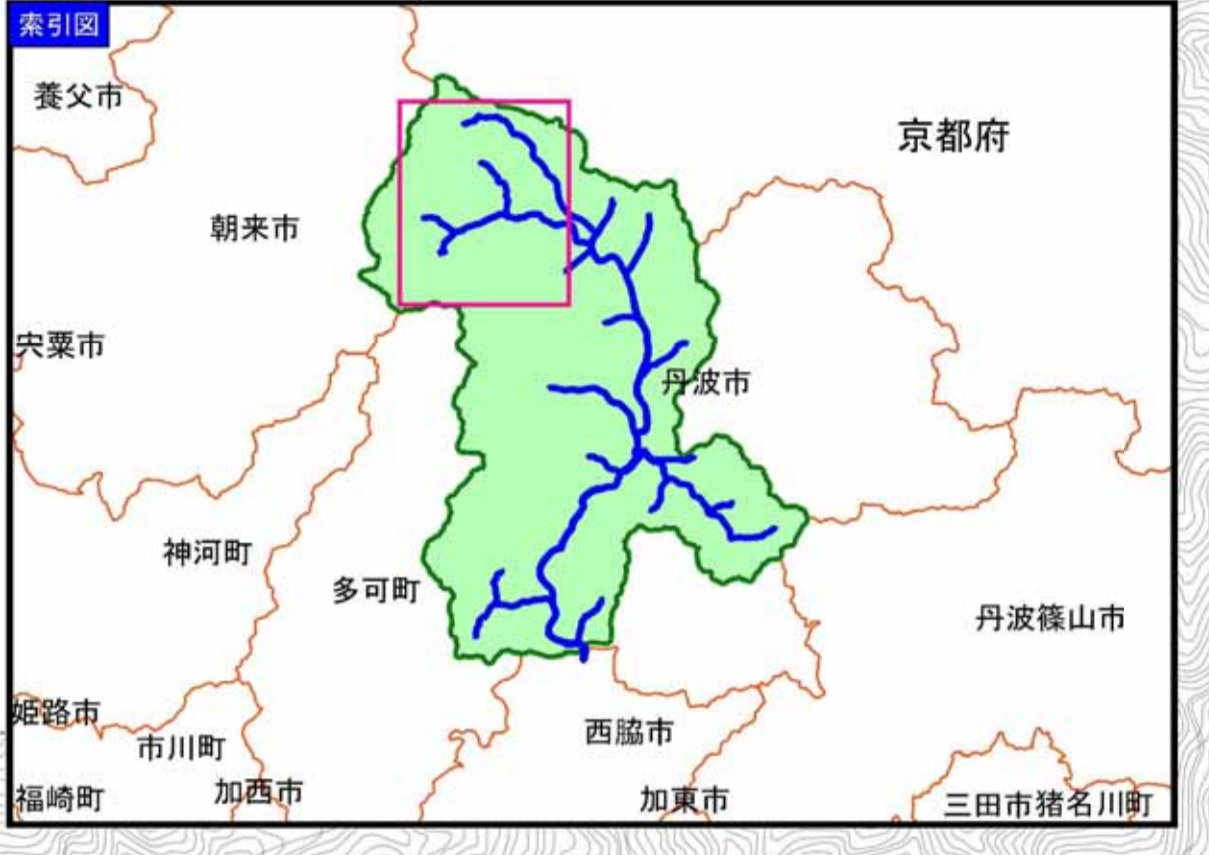 索引図
養父市
京都府
朝来市
宍粟市
丹波市
神河町
多可町
丹波篠山市
姫路市
西脇市
市川町
加西市
福崎町
加東市
三田市猪名川町